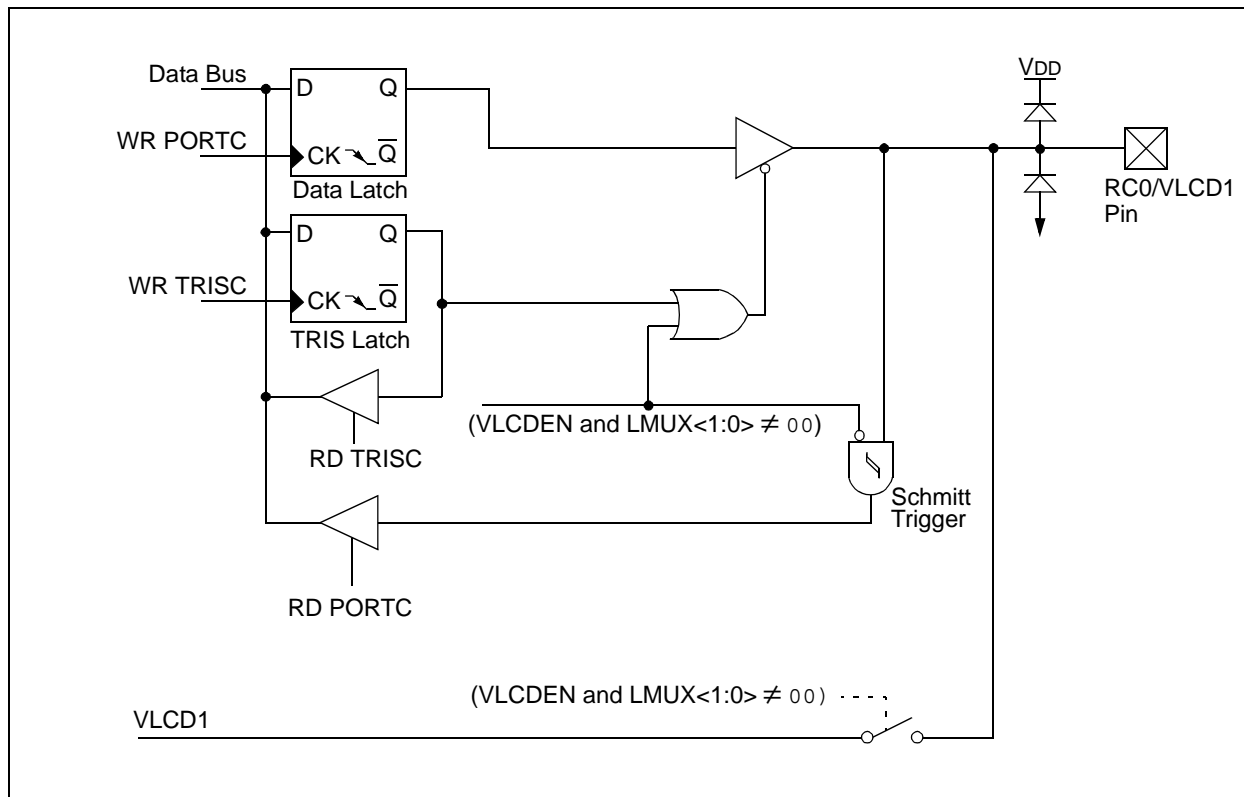 Data Bus
D Q
VDD
WR PORTC
CK Q̅
Data Latch
RC0/VLCD1
Pin
D Q
WR TRISC
CK Q̅
TRIS Latch
(VLCDEN and LMUX<1:0> ≠ 00)
RD TRISC
Schmitt
Trigger
RD PORTC
(VLCDEN and LMUX<1:0> ≠ 00)
VLCD1